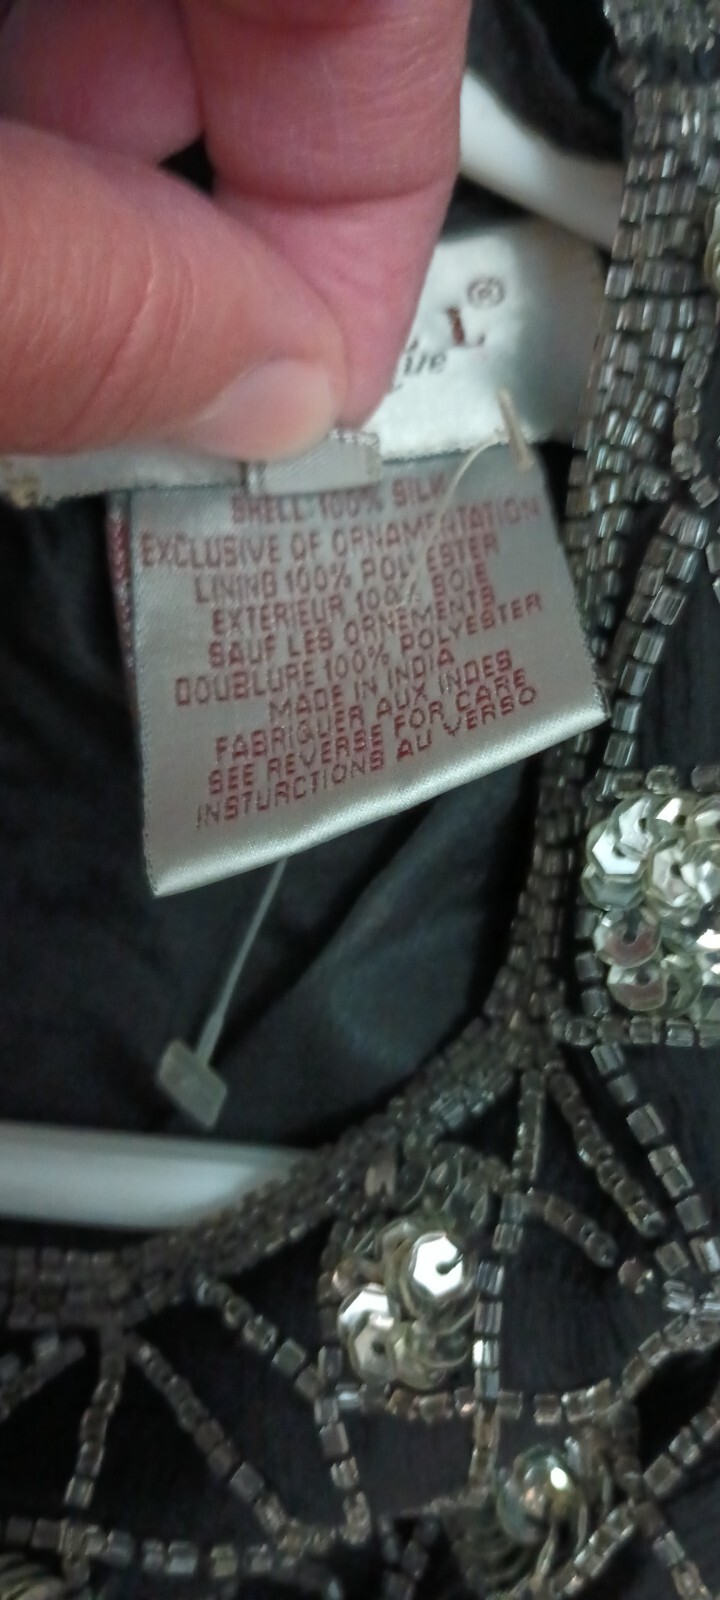 L®
SHELL 100% SILK
EXCLUSIVE OF ORNAMENTATION
LINING 100% POLYESTER
EXTERIEUR 100% SOIE
SAUF LES ORNEMENTS
DOUBLURE 100% POLYESTER
MADE IN INDIA
FABRIQUER AUX INDES
SEE REVERSE FOR CARE
INSTURCTIONS AU VERSO